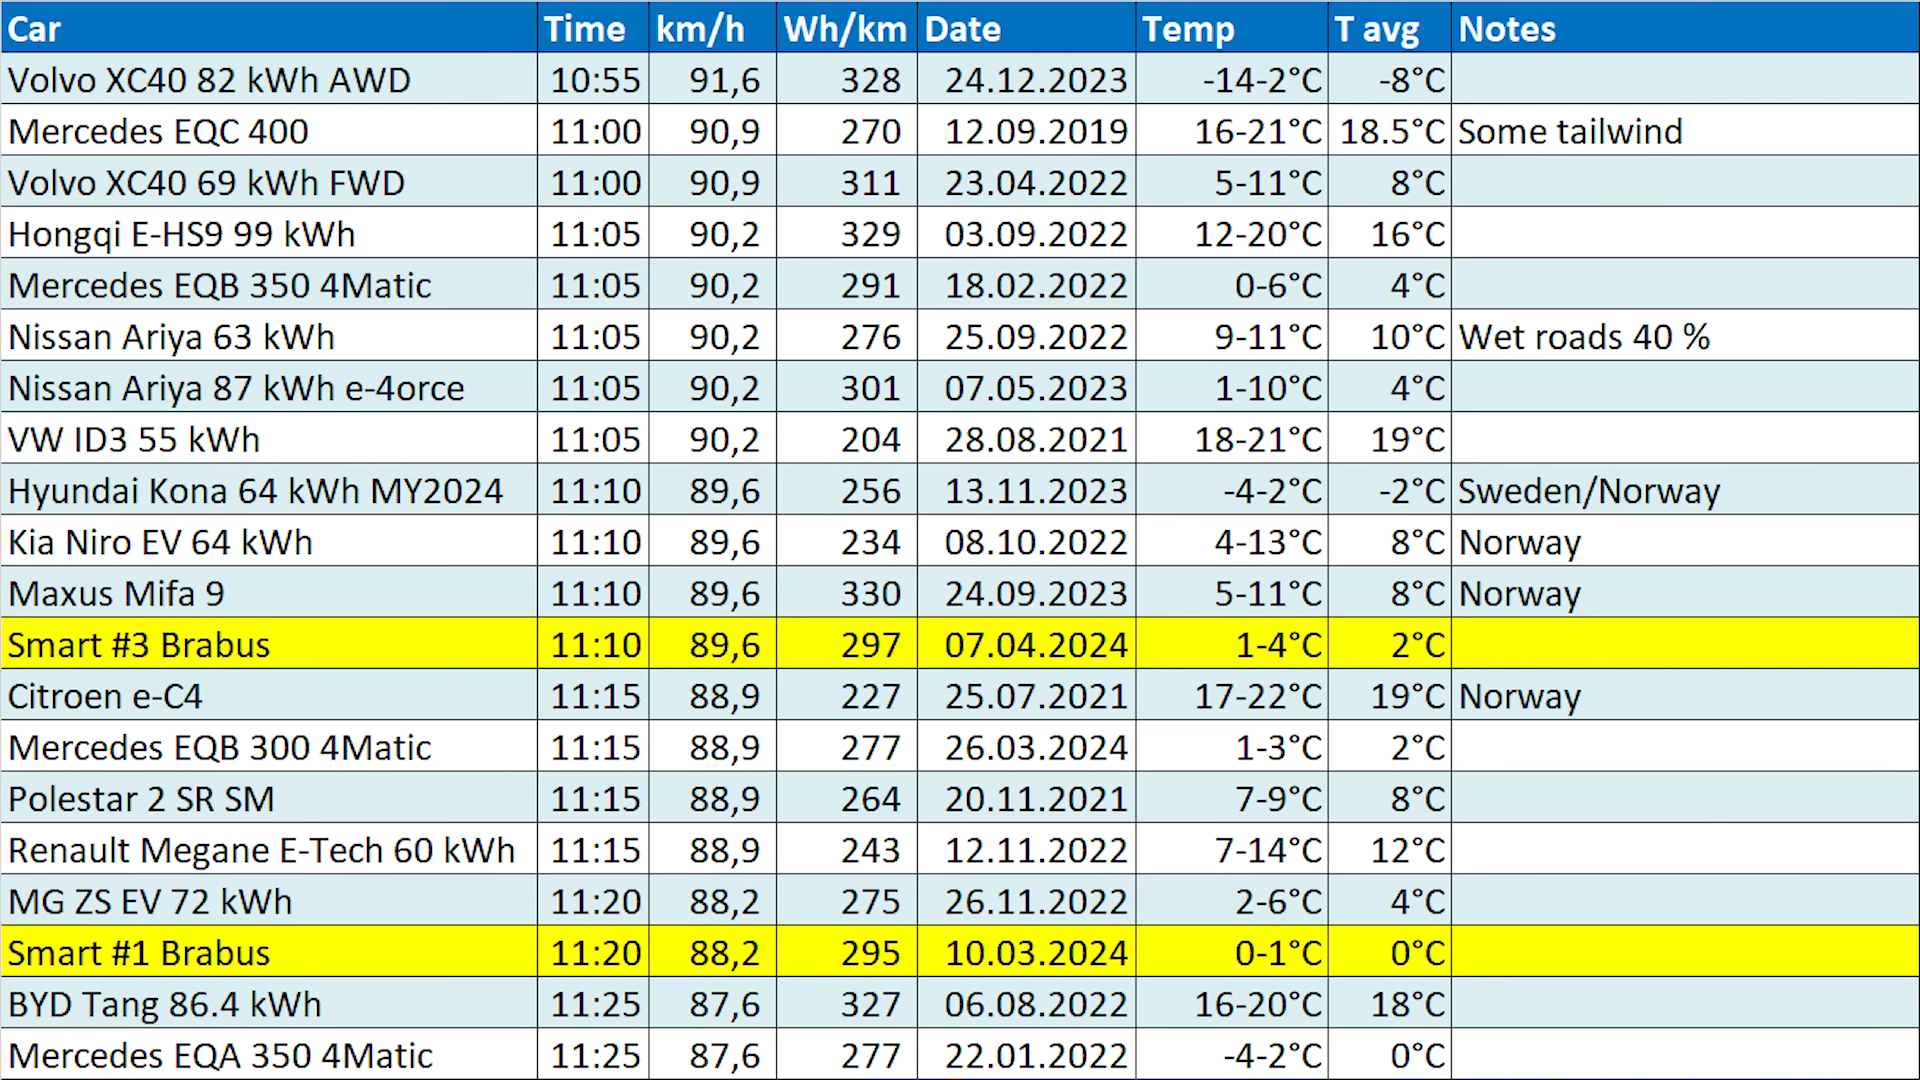 Car Time km/h Wh/km Date Temp T avg Notes
Volvo XC40 82 kWh AWD 10:55 91,6 328 24.12.2023 -14-2°C -8°C
Mercedes EQC 400 11:00 90,9 270 12.09.2019 16-21°C 18.5°C Some tailwind
Volvo XC40 69 kWh FWD 11:00 90,9 311 23.04.2022 5-11°C 8°C
Hongqi E-HS9 99 kWh 11:05 90,2 329 03.09.2022 12-20°C 16°C
Mercedes EQB 350 4Matic 11:05 90,2 291 18.02.2022 0-6°C 4°C
Nissan Ariya 63 kWh 11:05 90,2 276 25.09.2022 9-11°C 10°C Wet roads 40 %
Nissan Ariya 87 kWh e-4orce 11:05 90,2 301 07.05.2023 1-10°C 4°C
VW ID3 55 kWh 11:05 90,2 204 28.08.2021 18-21°C 19°C
Hyundai Kona 64 kWh MY2024 11:10 89,6 256 13.11.2023 -4-2°C -2°C Sweden/Norway
Kia Niro EV 64 kWh 11:10 89,6 234 08.10.2022 4-13°C 8°C Norway
Maxus Mifa 9 11:10 89,6 330 24.09.2023 5-11°C 8°C Norway
Smart #3 Brabus 11:10 89,6 297 07.04.2024 1-4°C 2°C
Citroen e-C4 11:15 88,9 227 25.07.2021 17-22°C 19°C Norway
Mercedes EQB 300 4Matic 11:15 88,9 277 26.03.2024 1-3°C 2°C
Polestar 2 SR SM 11:15 88,9 264 20.11.2021 7-9°C 8°C
Renault Megane E-Tech 60 kWh 11:15 88,9 243 12.11.2022 7-14°C 12°C
MG ZS EV 72 kWh 11:20 88,2 275 26.11.2022 2-6°C 4°C
Smart #1 Brabus 11:20 88,2 295 10.03.2024 0-1°C 0°C
BYD Tang 86.4 kWh 11:25 87,6 327 06.08.2022 16-20°C 18°C
Mercedes EQA 350 4Matic 11:25 87,6 277 22.01.2022 -4-2°C 0°C